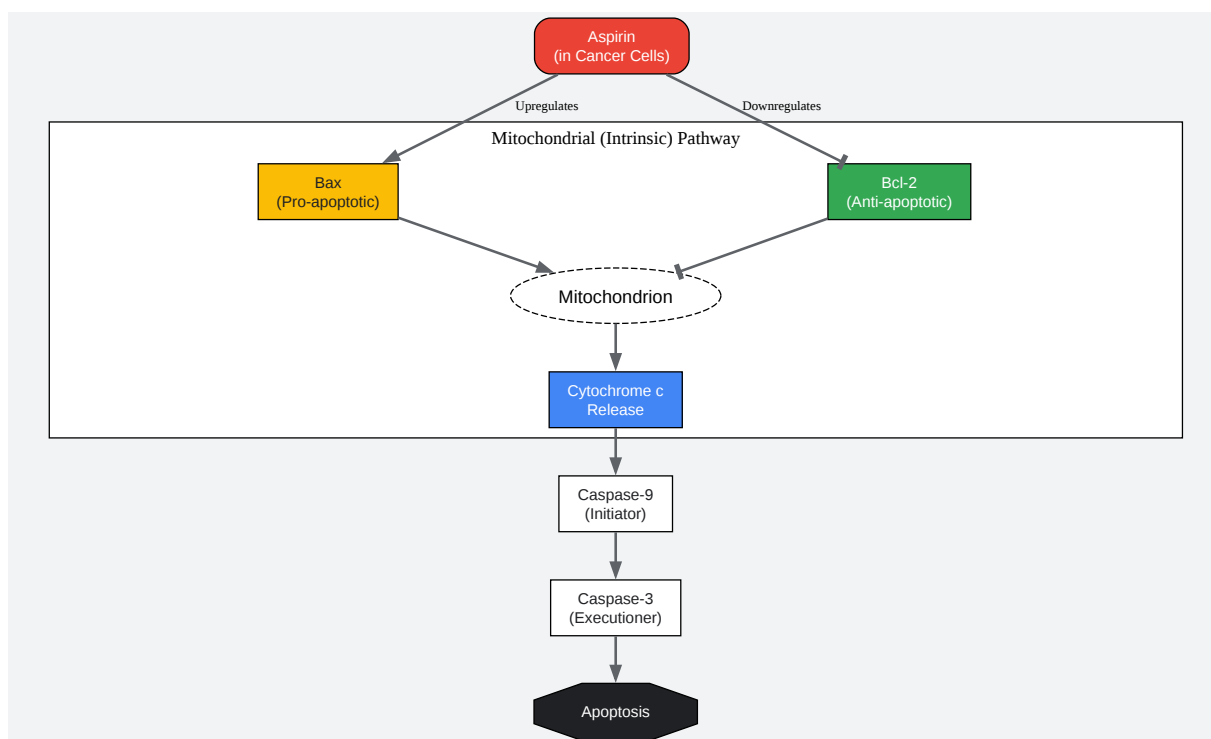 Aspirin
(in Cancer Cells)
Upregulates
Downregulates
Mitochondrial (Intrinsic) Pathway
Bax
(Pro-apoptotic)
Bcl-2
(Anti-apoptotic)
Mitochondrion
Cytochrome c
Release
Caspase-9
(Initiator)
Caspase-3
(Executioner)
Apoptosis